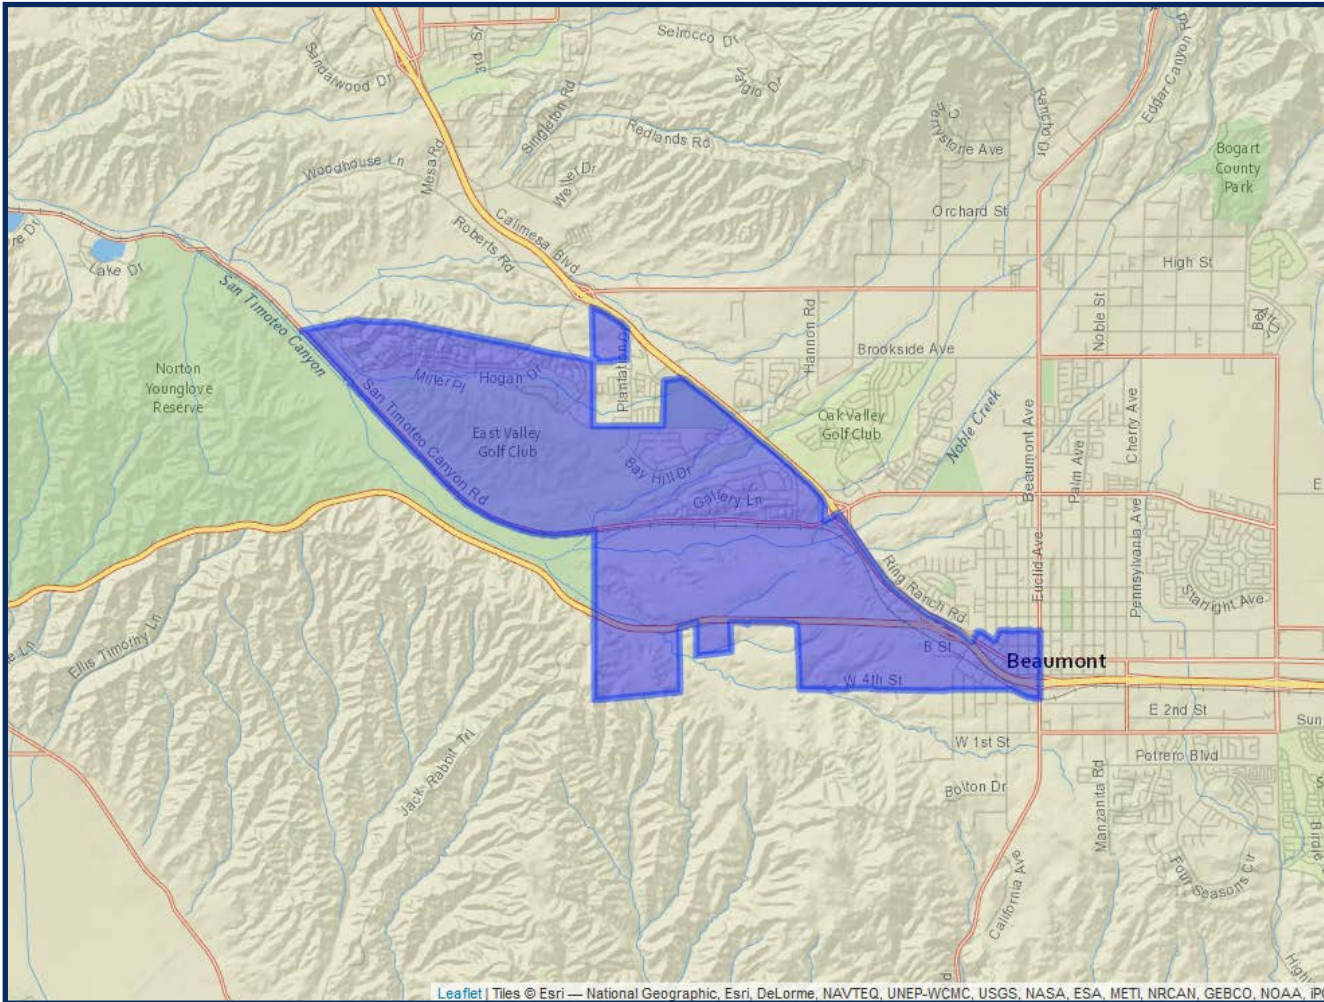 Sandalwood Dr
3rd St
Selrocco Dr
Singleton Rd
Redlands Rd
Cherrystone Ave
Rancho Dr
Edgar Canyon Rd
Woodhouse Ln
Mesa Rd
Weller Dr
Bogart
County
Park
Orchard St
Calimesa Blvd
Roberts Rd
Lake Dr
High St
San Timoteo Canyon
Hannon Rd
Noble St
Brookside Ave
Norton
Younglove
Reserve
Miller Pl
Hogan Dr
Plantation Dr
San Timoteo Canyon Rd
East Valley
Golf Club
Oak Valley
Golf Club
Noble Creek
Beaumont Ave
Palm Ave
Cherry Ave
Bay Hill Dr
Gallery Ln
Pennsylvania Ave
Ring Ranch Rd
Euclid Ave
Starlight Ave
Ellis Timothy Ln
B St
Beaumont
W 4th St
E 2nd St
Sun
W 1st St
Potrero Blvd
Jack Rabbit Trl
Bolton Dr
Manzanita Rd
Four Seasons Cir
California Ave
Birdie
Leaflet | Tiles © Esri — National Geographic, Esri, DeLorme, NAVTEQ, UNEP-WCMC, USGS, NASA, ESA, METI, NRCAN, GEBCO, NOAA, iP